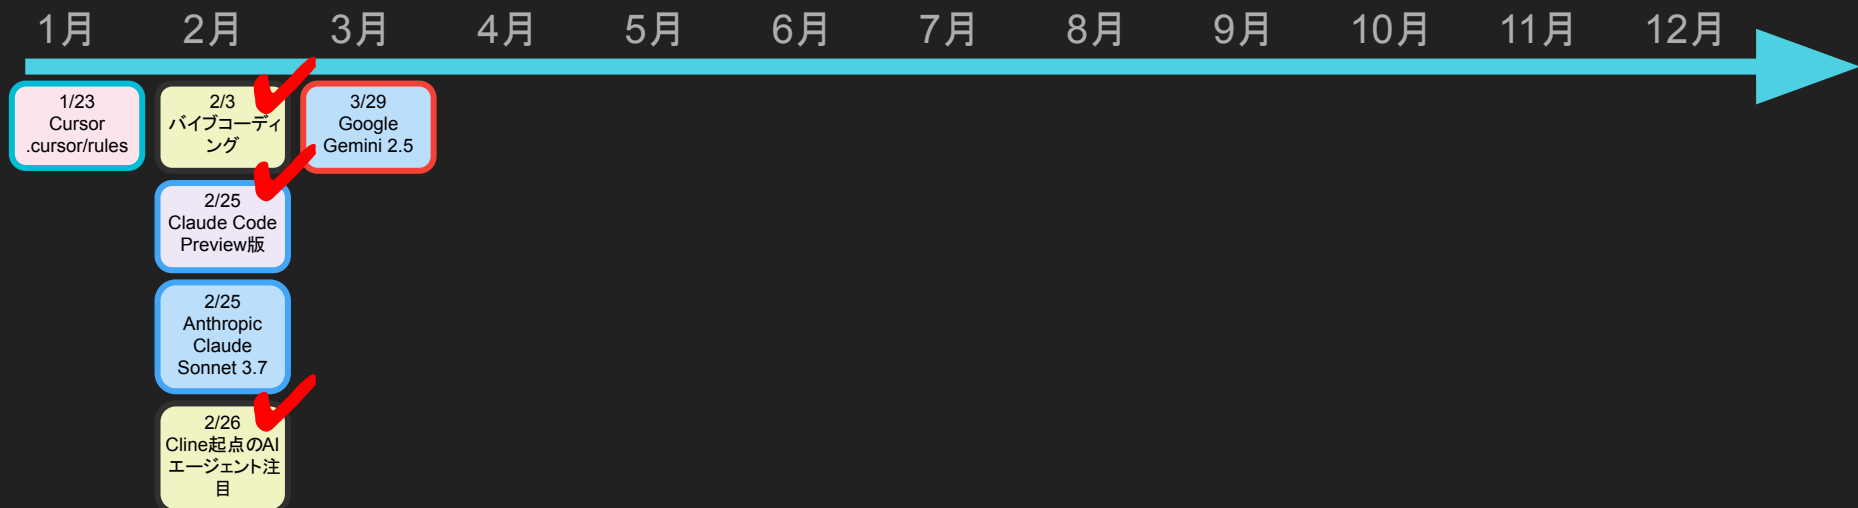 1月 2月 3月 4月 5月 6月 7月 8月 9月 10月 11月 12月
1/23
Cursor
.cursor/rules
2/3
バイブコーディ
ング
2/25
Claude Code
Preview版
2/25
Anthropic
Claude
Sonnet 3.7
2/26
Cline起点のAI
エージェント注
目
3/29
Google
Gemini 2.5